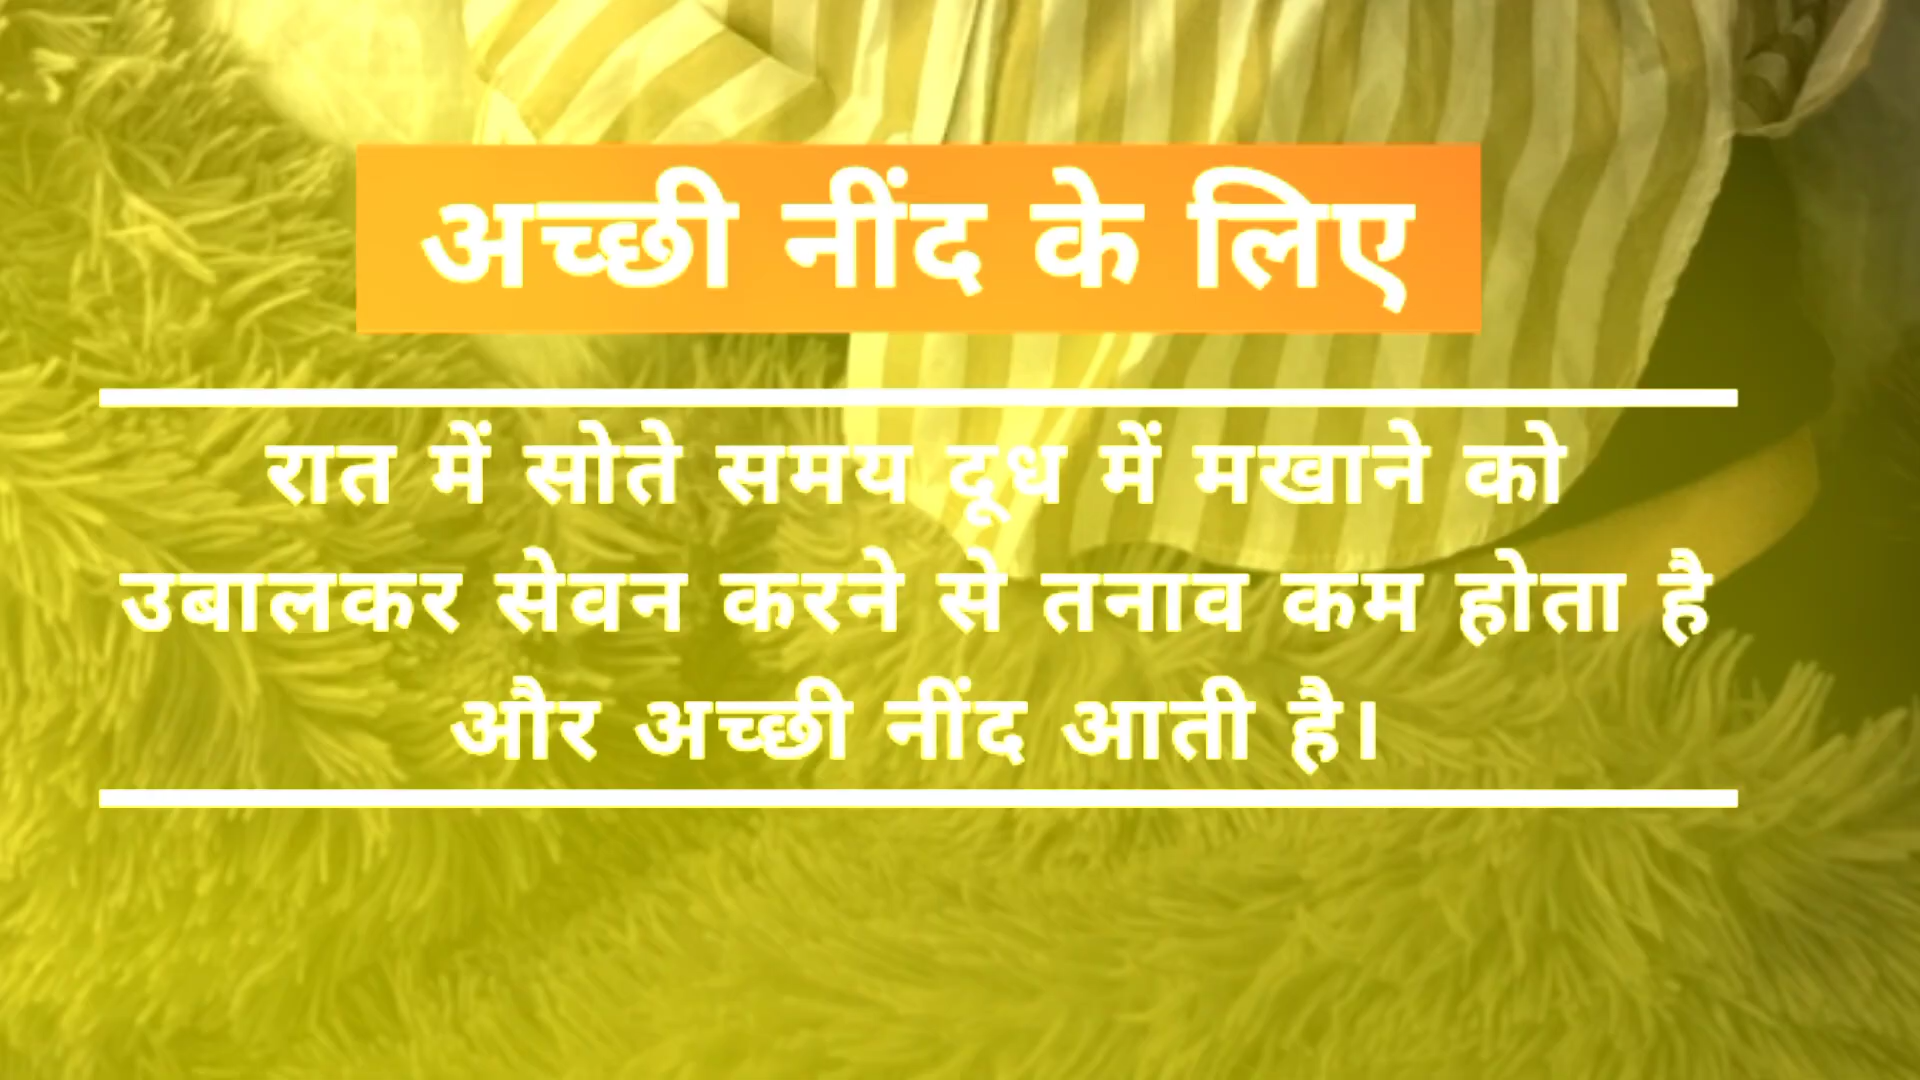 अच्छी नींद के लिए
रात में सोते समय दूध में मखाने को
उबालकर सेवन करने से तनाव कम होता है
और अच्छी नींद आती है।